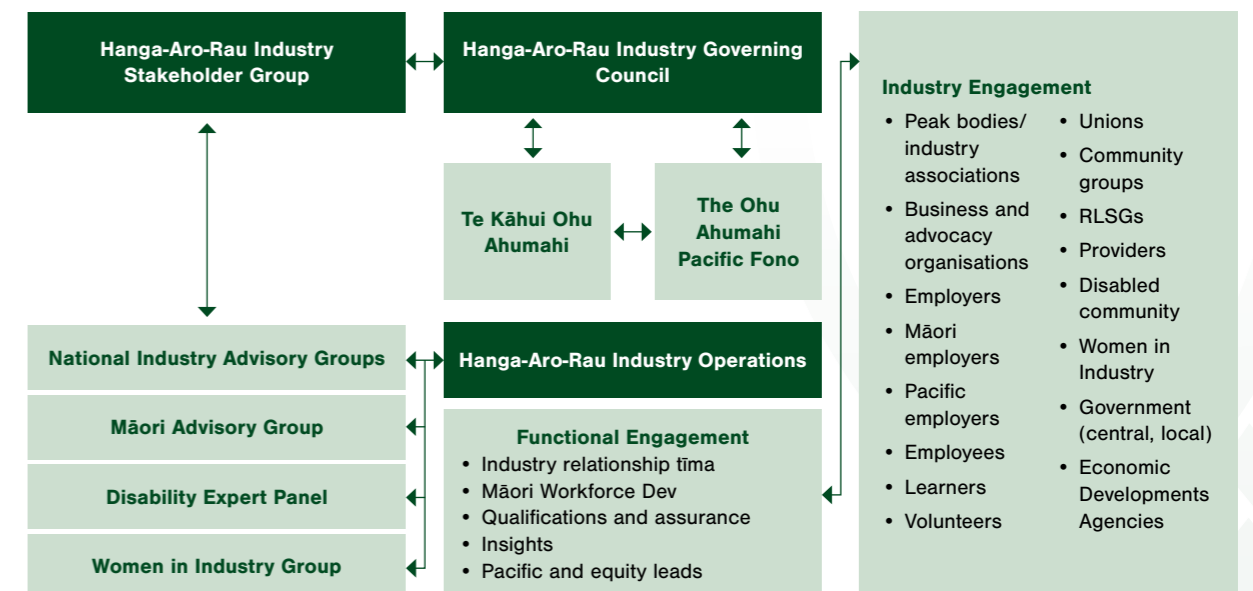 Hanga-Aro-Rau Industry
Stakeholder Group
Hanga-Aro-Rau Industry Governing
Council
Te Kāhui Ohu
Ahumahi
The Ohu
Ahumahi
Pacific Fono
National Industry Advisory Groups
Māori Advisory Group
Disability Expert Panel
Women in Industry Group
Hanga-Aro-Rau Industry Operations
Functional Engagement
• Industry relationship tīma
• Māori Workforce Dev
• Qualifications and assurance
• Insights
• Pacific and equity leads
Industry Engagement
• Peak bodies/
industry
associations
• Business and
advocacy
organisations
• Employers
• Māori
employers
• Pacific
employers
• Employees
• Learners
• Volunteers
• Unions
• Community
groups
• RLSGs
• Providers
• Disabled
community
• Women in
Industry
• Government
(central, local)
• Economic
Developments
Agencies